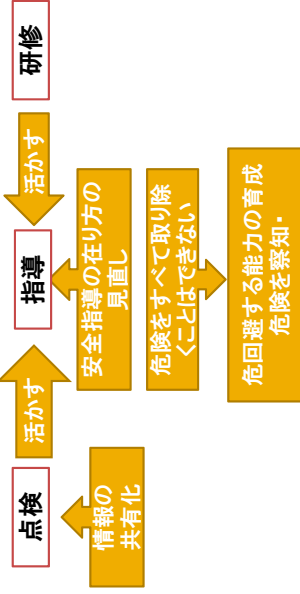 点検
活かす
指導
活かす
研修
情報の
共有化
安全指導の在り方の
見直し
危険をすべて取り除
くことはできない
危回避する能力の育成
危険を察知・